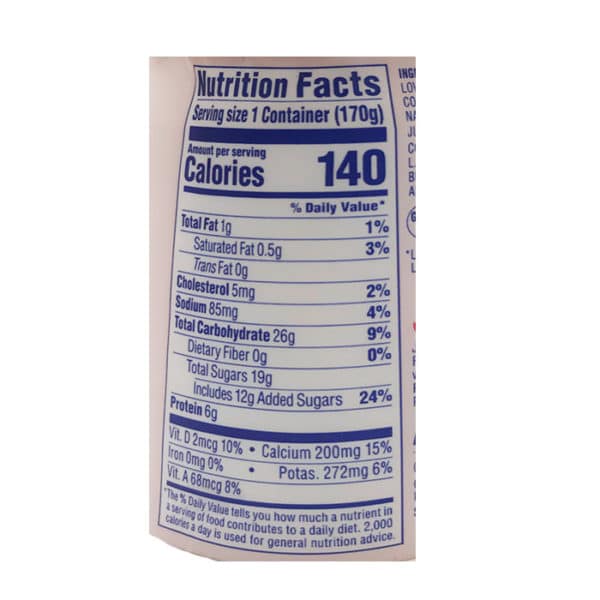 Nutrition Facts
Serving size 1 Container (170g)
Amount per serving
Calories 140
% Daily Value*
Total Fat 1g 1%
Saturated Fat 0.5g 3%
Trans Fat 0g
Cholesterol 5mg 2%
Sodium 85mg 4%
Total Carbohydrate 26g 9%
Dietary Fiber 0g 0%
Total Sugars 19g
Includes 12g Added Sugars 24%
Protein 6g
Vit. D 2mcg 10% • Calcium 200mg 15%
Iron 0mg 0% • Potas. 272mg 6%
Vit. A 68mcg 8%
*The % Daily Value tells you how much a nutrient in
a serving of food contributes to a daily diet. 2,000
calories a day is used for general nutrition advice.